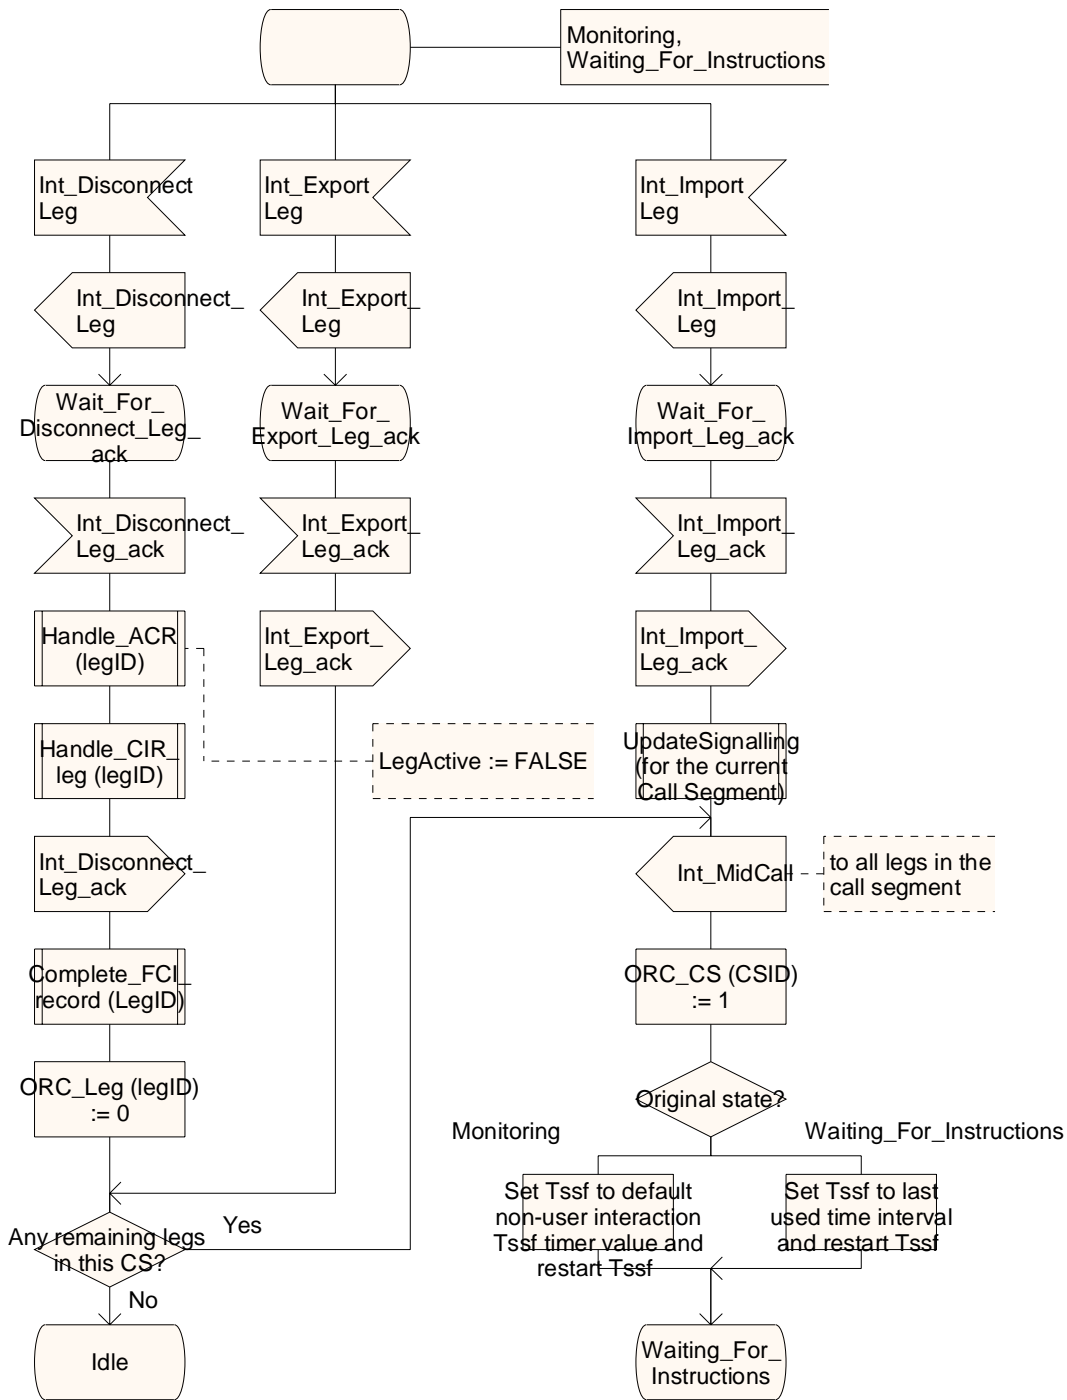 Monitoring,
Waiting_For_Instructions
Int_Disconnect
Leg
Int_Export
Leg
Int_Import
Leg
Int_Disconnect_
Leg
Int_Export_
Leg
Int_Import_
Leg
Wait_For_
Disconnect_Leg_
ack
Wait_For_
Export_Leg_ack
Wait_For_
Import_Leg_ack
Int_Disconnect_
Leg_ack
Int_Export_
Leg_ack
Int_Import_
Leg_ack
Handle_ACR
(legID)
Int_Export_
Leg_ack
Int_Import_
Leg_ack
Handle_CIR_
leg (legID)
LegActive := FALSE
UpdateSignalling
(for the current
Call Segment)
Int_Disconnect_
Leg_ack
Int_MidCall
to all legs in the
call segment
Complete_FCI_
record (LegID)
ORC_CS (CSID)
:= 1
ORC_Leg (legID)
:= 0
Original state?
Monitoring
Waiting_For_Instructions
Set Tssf to default
non-user interaction
Tssf timer value and
restart Tssf
Set Tssf to last
used time interval
and restart Tssf
Any remaining legs
in this CS?
Yes
No
Idle
Waiting_For_
Instructions